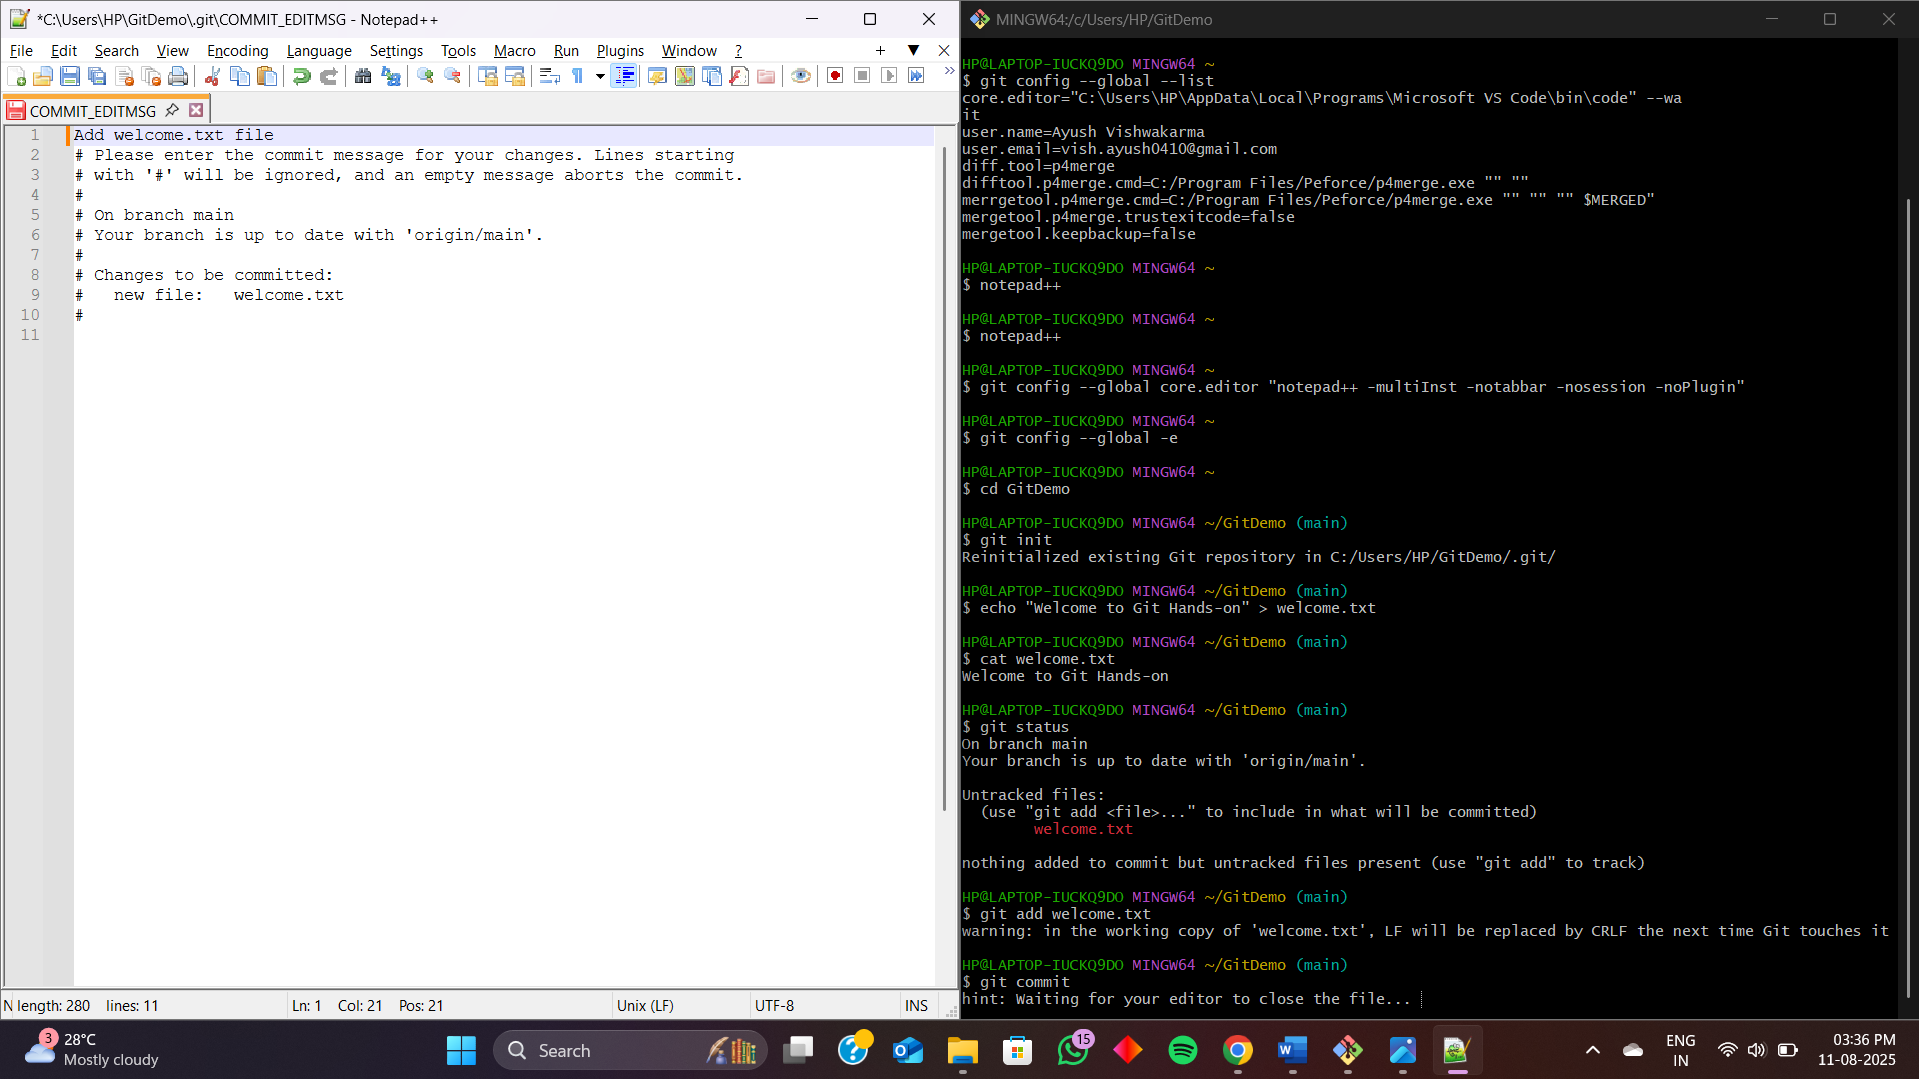 *C:\Users\HP\GitDemo\.git\COMMIT_EDITMSG - Notepad++
File Edit Search View Encoding Language Settings Tools Macro Run Plugins Window ?
COMMIT_EDITMSG
1 Add welcome.txt file
2 # Please enter the commit message for your changes. Lines starting
3 # with '#' will be ignored, and an empty message aborts the commit.
4 #
5 # On branch main
6 # Your branch is up to date with 'origin/main'.
7 #
8 # Changes to be committed:
9 #   new file:   welcome.txt
10 #
11
N length: 280 lines: 11 Ln: 1 Col: 21 Pos: 21 Unix (LF) UTF-8 INS
MINGW64:/c/Users/HP/GitDemo
HP@LAPTOP-IUCKQ9DO MINGW64 ~
$ git config --global --list
core.editor="C:\Users\HP\AppData\Local\Programs\Microsoft VS Code\bin\code" --wa
it
user.name=Ayush Vishwakarma
user.email=vish.ayush0410@gmail.com
diff.tool=p4merge
difftool.p4merge.cmd=C:/Program Files/Peforce/p4merge.exe "" ""
merrgetool.p4merge.cmd=C:/Program Files/Peforce/p4merge.exe "" "" "" $MERGED"
mergetool.p4merge.trustexitcode=false
mergetool.keepbackup=false
HP@LAPTOP-IUCKQ9DO MINGW64 ~
$ notepad++
HP@LAPTOP-IUCKQ9DO MINGW64 ~
$ notepad++
HP@LAPTOP-IUCKQ9DO MINGW64 ~
$ git config --global core.editor "notepad++ -multiInst -notabbar -nosession -noPlugin"
HP@LAPTOP-IUCKQ9DO MINGW64 ~
$ git config --global -e
HP@LAPTOP-IUCKQ9DO MINGW64 ~
$ cd GitDemo
HP@LAPTOP-IUCKQ9DO MINGW64 ~/GitDemo (main)
$ git init
Reinitialized existing Git repository in C:/Users/HP/GitDemo/.git/
HP@LAPTOP-IUCKQ9DO MINGW64 ~/GitDemo (main)
$ echo "Welcome to Git Hands-on" > welcome.txt
HP@LAPTOP-IUCKQ9DO MINGW64 ~/GitDemo (main)
$ cat welcome.txt
Welcome to Git Hands-on
HP@LAPTOP-IUCKQ9DO MINGW64 ~/GitDemo (main)
$ git status
On branch main
Your branch is up to date with 'origin/main'.
Untracked files:
(use "git add <file>..." to include in what will be committed)
welcome.txt
nothing added to commit but untracked files present (use "git add" to track)
HP@LAPTOP-IUCKQ9DO MINGW64 ~/GitDemo (main)
$ git add welcome.txt
warning: in the working copy of 'welcome.txt', LF will be replaced by CRLF the next time Git touches it
HP@LAPTOP-IUCKQ9DO MINGW64 ~/GitDemo (main)
$ git commit
hint: Waiting for your editor to close the file...
3 28°C
Mostly cloudy
Search
15
ENG
IN
03:36 PM
11-08-2025